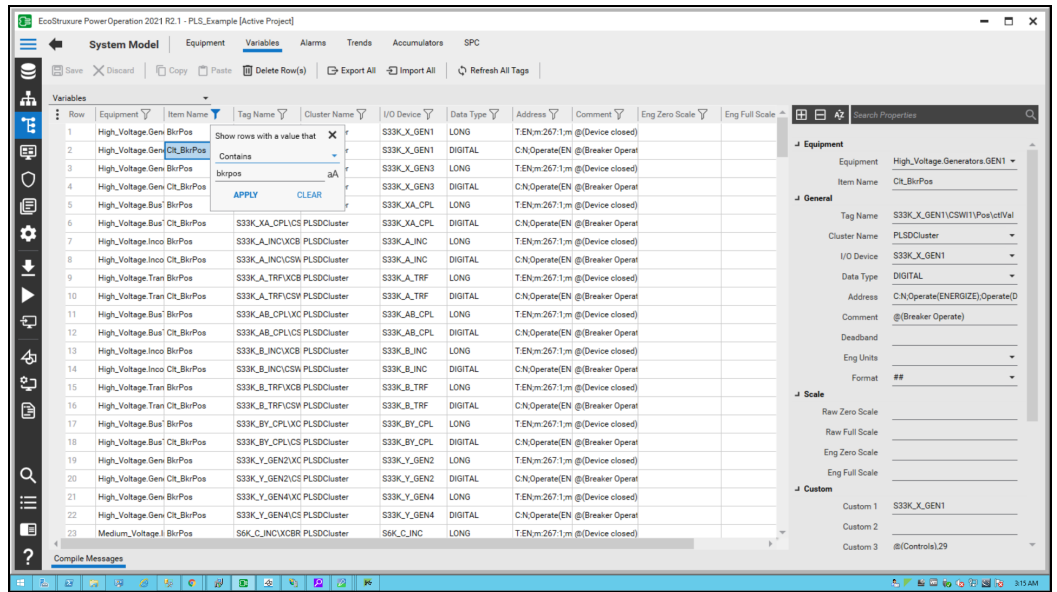 EcoStruxure Power Operation 2021 R2.1 - PLS_Example [Active Project]
System Model Equipment Variables Alarms Trends Accumulators SPC
Save Discard Copy Paste Delete Row(s) Export All Import All Refresh All Tags
Variables
Row Equipment Item Name Tag Name Cluster Name I/O Device Data Type Address Comment Eng Zero Scale Eng Full Scale
1 High_Voltage.Gen BkrPos r S33K_X_GEN1 LONG T:EN;m:267:1;m @(Device closed)
2 High_Voltage.Gen Clt_BkrPos r S33K_X_GEN1 DIGITAL C:N;Operate(EN @(Breaker Operat
3 High_Voltage.Gen BkrPos r S33K_X_GEN3 LONG T:EN;m:267:1;m @(Device closed)
4 High_Voltage.Gen Clt_BkrPos r S33K_X_GEN3 DIGITAL C:N;Operate(EN @(Breaker Operat
5 High_Voltage.Bus BkrPos r S33K_XA_CPL LONG T:EN;m:267:1;m @(Device closed)
6 High_Voltage.Bus Clt_BkrPos S33K_XA_CPL\CS PLSDCluster S33K_XA_CPL DIGITAL C:N;Operate(EN @(Breaker Operat
7 High_Voltage.Inco BkrPos S33K_A_INC\XCB PLSDCluster S33K_A_INC LONG T:EN;m:267:1;m @(Device closed)
8 High_Voltage.Inco Clt_BkrPos S33K_A_INC\CSW PLSDCluster S33K_A_INC DIGITAL C:N;Operate(EN @(Breaker Operat
9 High_Voltage.Tran BkrPos S33K_A_TRF\XCB PLSDCluster S33K_A_TRF LONG T:EN;m:267:1;m @(Device closed)
10 High_Voltage.Tran Clt_BkrPos S33K_A_TRF\CSW PLSDCluster S33K_A_TRF DIGITAL C:N;Operate(EN @(Breaker Operat
11 High_Voltage.Bus BkrPos S33K_AB_CPL\XC PLSDCluster S33K_AB_CPL LONG T:EN;m:267:1;m @(Device closed)
12 High_Voltage.Bus Clt_BkrPos S33K_AB_CPL\CS PLSDCluster S33K_AB_CPL DIGITAL C:N;Operate(EN @(Breaker Operat
13 High_Voltage.Inco BkrPos S33K_B_INC\XCB PLSDCluster S33K_B_INC LONG T:EN;m:267:1;m @(Device closed)
14 High_Voltage.Inco Clt_BkrPos S33K_B_INC\CSW PLSDCluster S33K_B_INC DIGITAL C:N;Operate(EN @(Breaker Operat
15 High_Voltage.Tran BkrPos S33K_B_TRF\XCB PLSDCluster S33K_B_TRF LONG T:EN;m:267:1;m @(Device closed)
16 High_Voltage.Tran Clt_BkrPos S33K_B_TRF\CSW PLSDCluster S33K_B_TRF DIGITAL C:N;Operate(EN @(Breaker Operat
17 High_Voltage.Bus BkrPos S33K_BY_CPL\XC PLSDCluster S33K_BY_CPL LONG T:EN;m:267:1;m @(Device closed)
18 High_Voltage.Bus Clt_BkrPos S33K_BY_CPL\CS PLSDCluster S33K_BY_CPL DIGITAL C:N;Operate(EN @(Breaker Operat
19 High_Voltage.Gen BkrPos S33K_Y_GEN2\XC PLSDCluster S33K_Y_GEN2 LONG T:EN;m:267:1;m @(Device closed)
20 High_Voltage.Gen Clt_BkrPos S33K_Y_GEN2\CS PLSDCluster S33K_Y_GEN2 DIGITAL C:N;Operate(EN @(Breaker Operat
21 High_Voltage.Gen BkrPos S33K_Y_GEN4\XC PLSDCluster S33K_Y_GEN4 LONG T:EN;m:267:1;m @(Device closed)
22 High_Voltage.Gen Clt_BkrPos S33K_Y_GEN4\CS PLSDCluster S33K_Y_GEN4 DIGITAL C:N;Operate(EN @(Breaker Operat
23 Medium_Voltage.I BkrPos S6K_C_INC\XCBR PLSDCluster S6K_C_INC LONG T:EN;m:267:1;m @(Device closed)
Show rows with a value that
Contains
bkrpos aA
APPLY CLEAR
Search Properties
Equipment
Equipment High_Voltage.Generators.GEN1
Item Name Clt_BkrPos
General
Tag Name S33K_X_GEN1\CSWI1\Pos\ctlVal
Cluster Name PLSDCluster
I/O Device S33K_X_GEN1
Data Type DIGITAL
Address C:N;Operate(ENERGIZE);Operate(D
Comment @(Breaker Operate)
Deadband
Eng Units
Format ##
Scale
Raw Zero Scale
Raw Full Scale
Eng Zero Scale
Eng Full Scale
Custom
Custom 1 S33K_X_GEN1
Custom 2
Custom 3 @(Controls),29
Compile Messages
3:15 AM